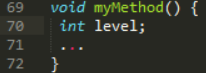 69 void myMethod() {
70 int level;
71 ...
72 }